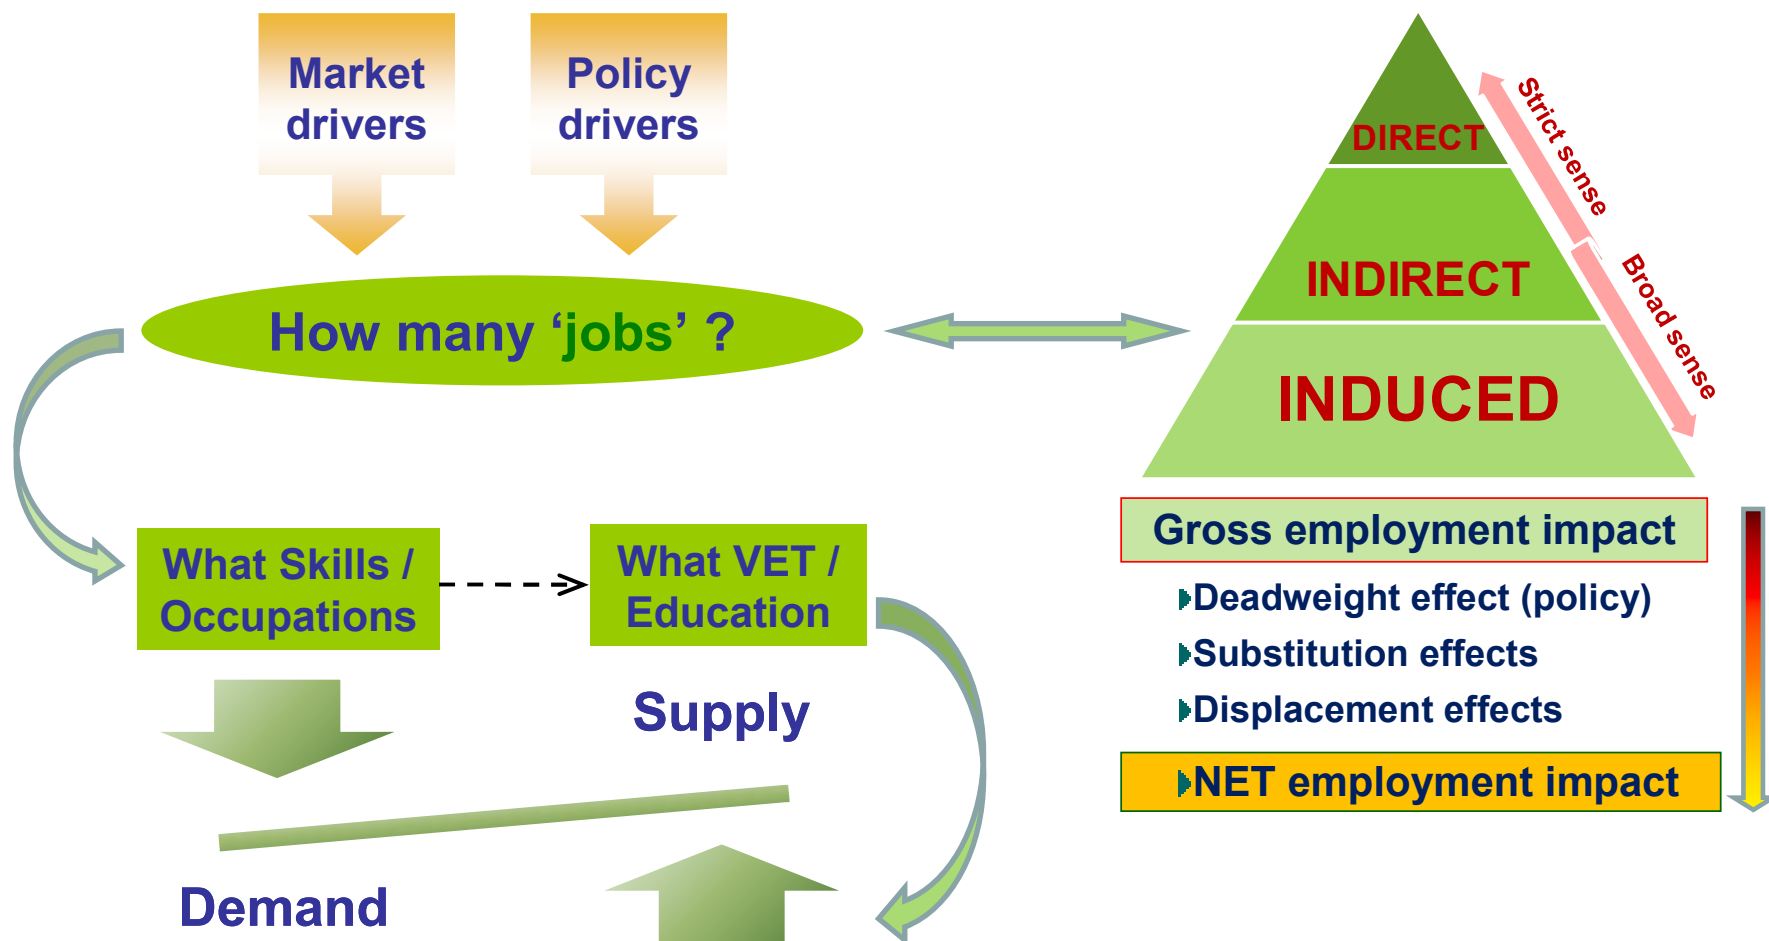 Market
drivers
Policy
drivers
How many ‘jobs’ ?
What Skills /
Occupations
What VET /
Education
Supply
Demand
DIRECT
INDIRECT
INDUCED
Strict sense
Broad sense
Gross employment impact
Deadweight effect (policy)
Substitution effects
Displacement effects
NET employment impact